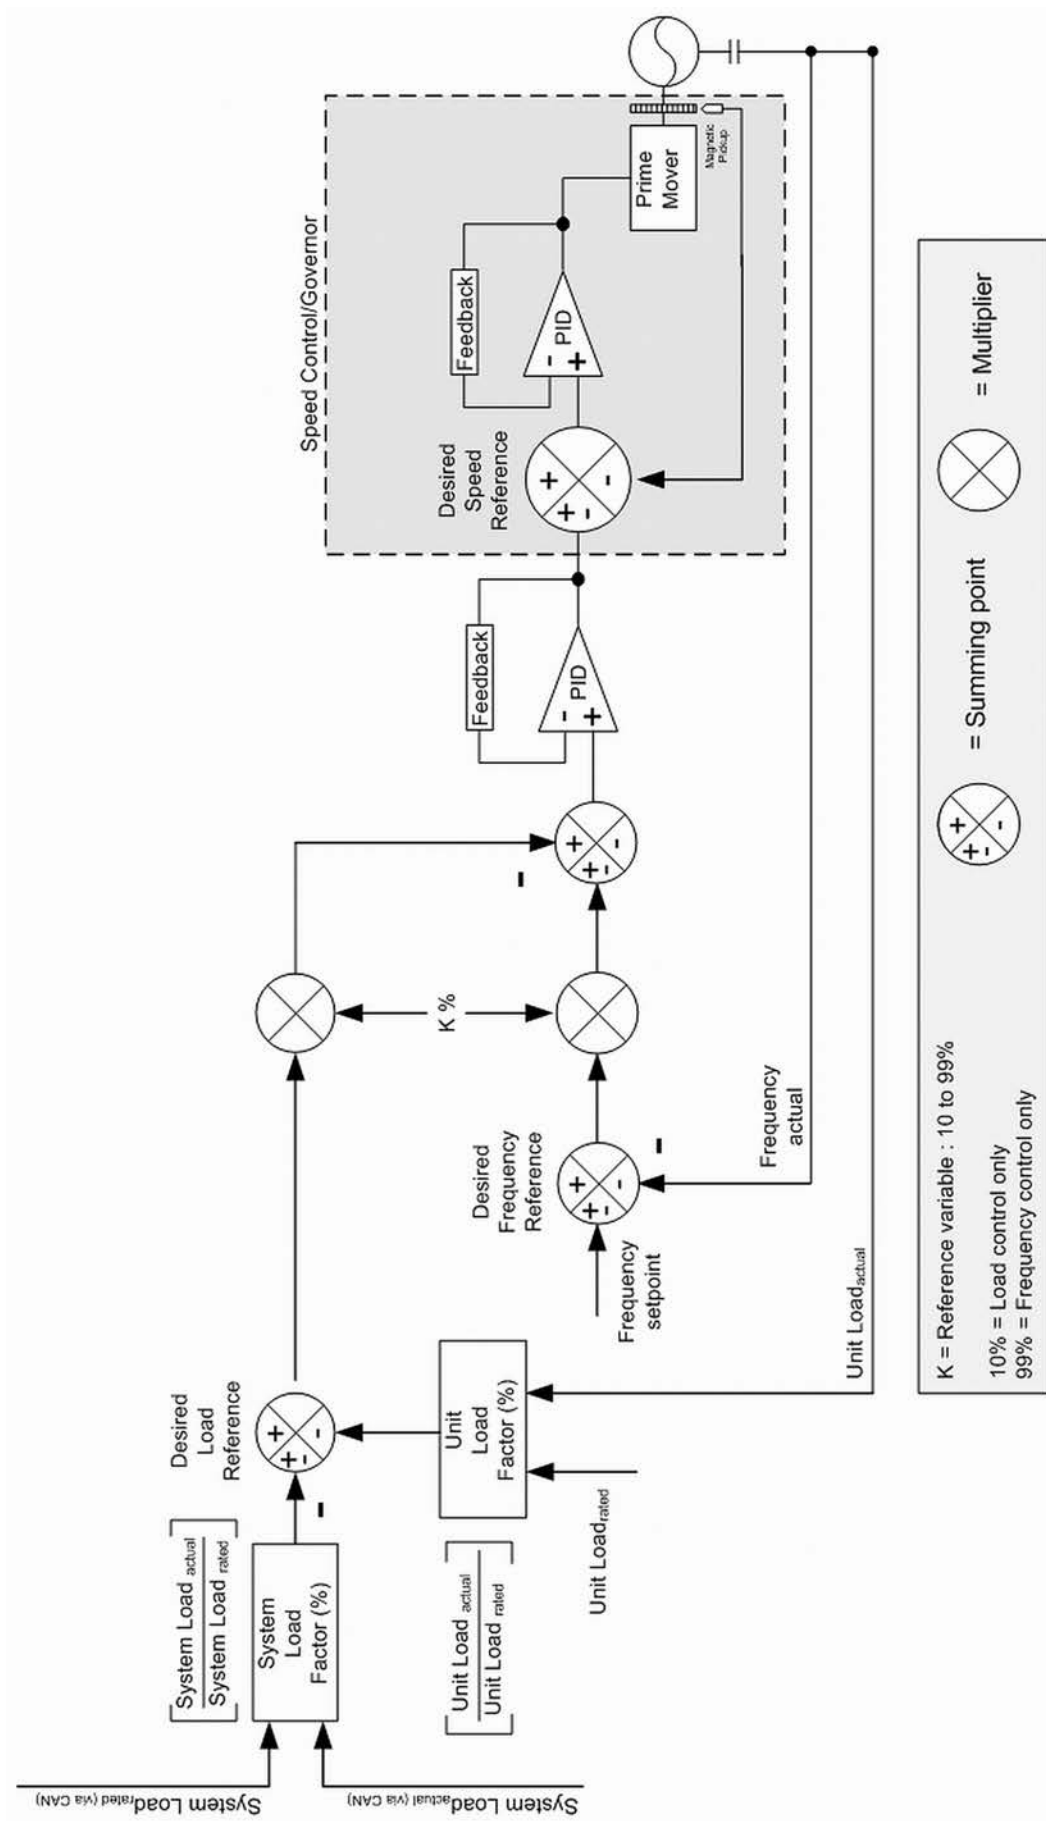 System Load rated (via CAN)
System Load actual (via CAN)
System Load actual
System Load rated
System
Load
Factor (%)
-
Desired
Load
Reference
+
+
-
-
Unit Load actual
Unit Load rated
Unit
Load
Factor (%)
Unit Load rated
Unit Load actual
Frequency
setpoint
Desired
Frequency
Reference
+
+
-
-
-
Frequency
actual
K %
-
+
+
-
-
Feedback
-
+
PID
Speed Control/Governor
Desired
Speed
Reference
+
+
-
-
Feedback
-
+
PID
Prime
Mover
Magnetic
Pickup
K = Reference variable : 10 to 99%
10% = Load control only
99% = Frequency control only
+
+
-
-
= Summing point
= Multiplier